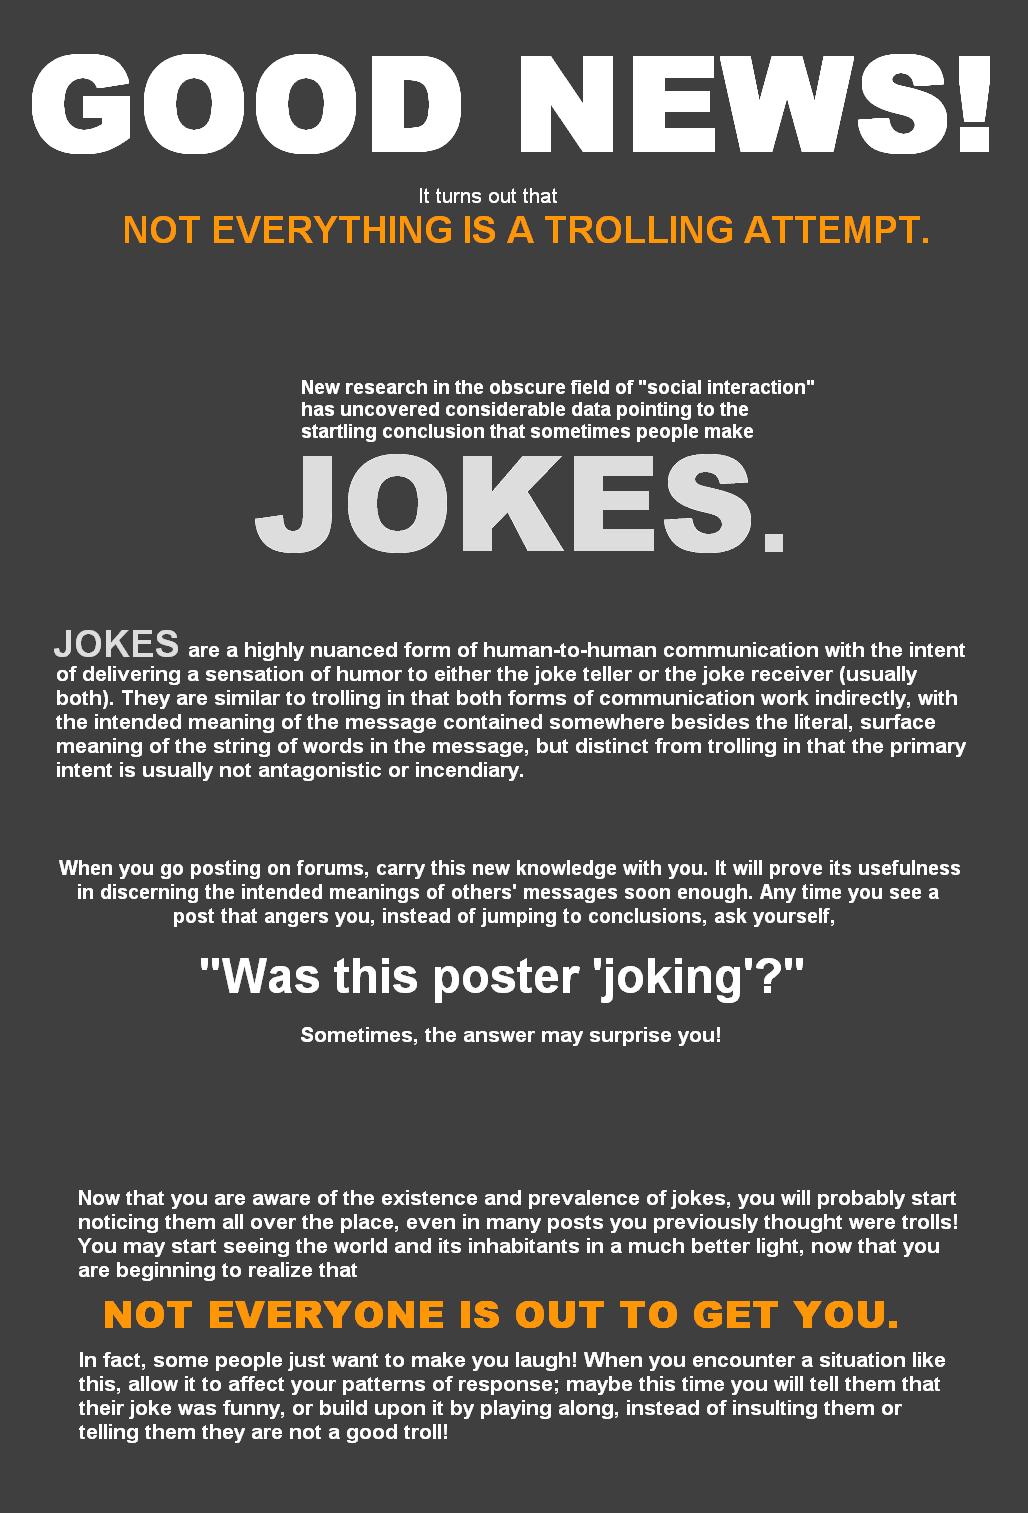 GOOD NEWS!
It turns out that
NOT EVERYTHING IS A TROLLING ATTEMPT.
New research in the obscure field of "social interaction"
has uncovered considerable data pointing to the
startling conclusion that sometimes people make
JOKES.
JOKES are a highly nuanced form of human-to-human communication with the intent
of delivering a sensation of humor to either the joke teller or the joke receiver (usually
both). They are similar to trolling in that both forms of communication work indirectly, with
the intended meaning of the message contained somewhere besides the literal, surface
meaning of the string of words in the message, but distinct from trolling in that the primary
intent is usually not antagonistic or incendiary.
When you go posting on forums, carry this new knowledge with you. It will prove its usefulness
in discerning the intended meanings of others' messages soon enough. Any time you see a
post that angers you, instead of jumping to conclusions, ask yourself,
"Was this poster 'joking'?"
Sometimes, the answer may surprise you!
Now that you are aware of the existence and prevalence of jokes, you will probably start
noticing them all over the place, even in many posts you previously thought were trolls!
You may start seeing the world and its inhabitants in a much better light, now that you
are beginning to realize that
NOT EVERYONE IS OUT TO GET YOU.
In fact, some people just want to make you laugh! When you encounter a situation like
this, allow it to affect your patterns of response; maybe this time you will tell them that
their joke was funny, or build upon it by playing along, instead of insulting them or
telling them they are not a good troll!